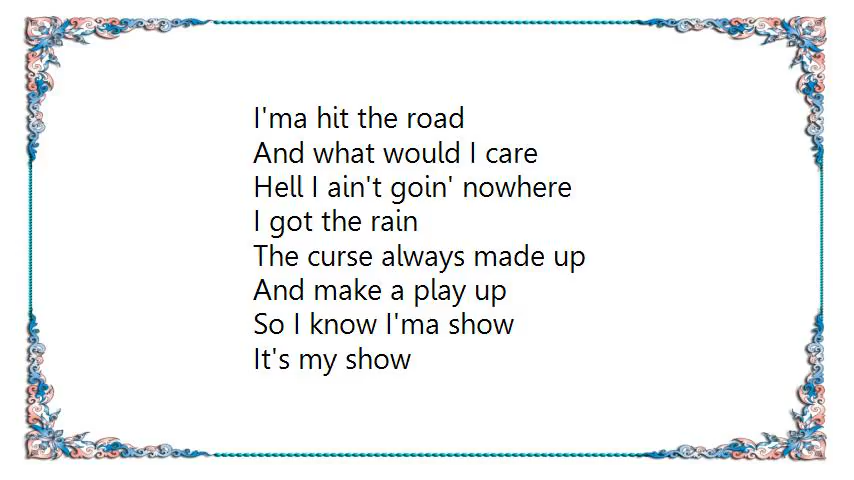 I'ma hit the road
And what would I care
Hell I ain't goin' nowhere
I got the rain
The curse always made up
And make a play up
So I know I'ma show
It's my show